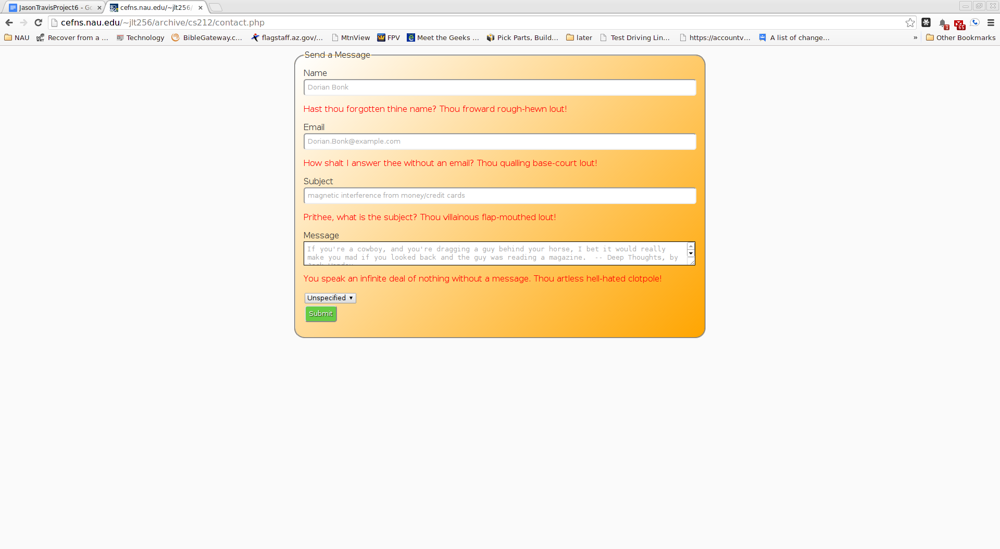 JasonTravisProject6 - Go
cefns.nau.edu/~jlt256/
cefns.nau.edu/~jlt256/archive/cs212/contact.php
1
65
NAU
DD WRT
Recover from a ...
Technology
BibleGateway.c...
flagstaff.az.gov/...
MtnView
FPV
Meet the Geeks ...
Pick Parts, Build...
later
Test Driving Lin...
https://accountv...
A list of change...
»
Other Bookmarks
Send a Message
Name
Dorian Bonk
Hast thou forgotten thine name? Thou froward rough-hewn lout!
Email
Dorian.Bonk@example.com
How shalt I answer thee without an email? Thou qualling base-court lout!
Subject
magnetic interference from money/credit cards
Prithee, what is the subject? Thou villainous flap-mouthed lout!
Message
If you're a cowboy, and you're dragging a guy behind your horse, I bet it would really
make you mad if you looked back and the guy was reading a magazine.  -- Deep Thoughts, by
You speak an infinite deal of nothing without a message. Thou artless hell-hated clotpole!
Unspecified
Submit